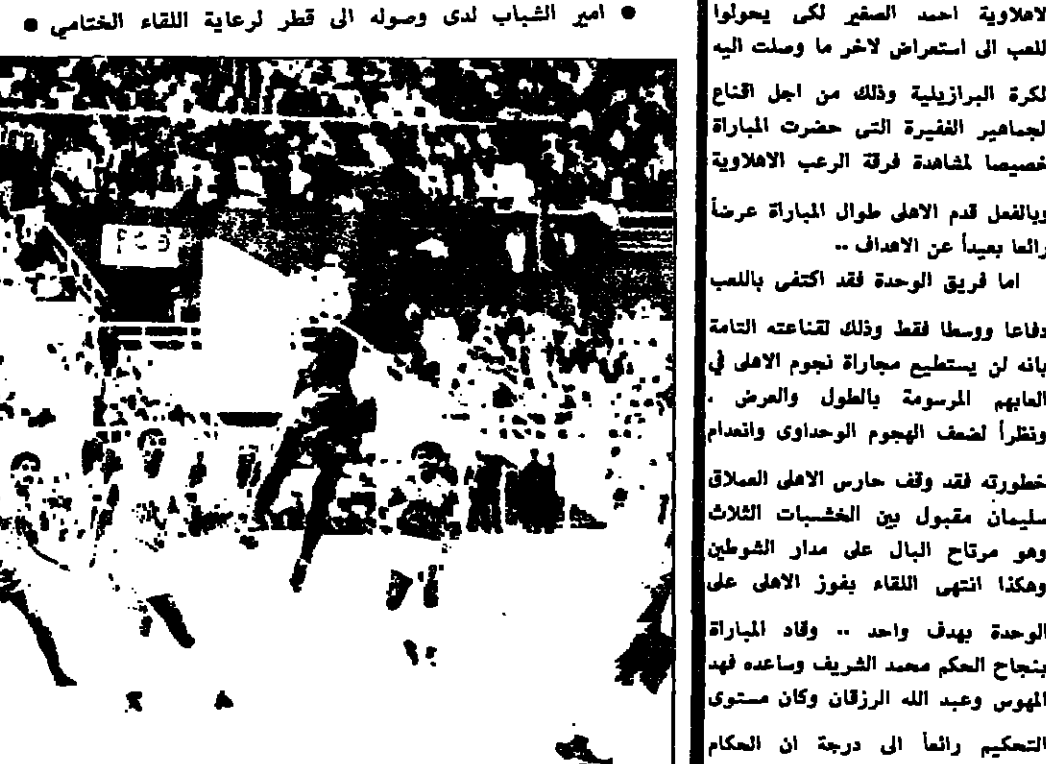 ● امير الشباب لدى وصوله الى قطر لرعاية اللقاء الختامي ●
لاهلاوية احمد الصغير لكى يحولوا
للعب الى استعراض لاخر ما وصلت اليه
لكرة البرازيلية وذلك من اجل اقناع
لجماهير الغفيرة التى حضرت المباراة
خصيصا لمشاهدة فرقة الرعب الاهلاوية
وبالفعل قدم الاهلى طوال المباراة عرضاً
رائعا بعيداً عن الاهداف ..
اما فريق الوحدة فقد اكتفى باللعب
دفاعا ووسطا فقط وذلك لقناعته التامة
بانه لن يستطيع مجاراة نجوم الاهلى في
العابهم المرسومة بالطول والعرض .
ونظراً لضعف الهجوم الوحداوى وانعدام
خطورته فقد وقف حارس الاهلى العملاق
سليمان مقبول بين الخشبات الثلاث
وهو مرتاح البال على مدار الشوطين
وهكذا انتهى اللقاء بفوز الاهلى على
الوحدة بهدف واحد .. وقاد المباراة
بنجاح الحكم محمد الشريف وساعده فهد
المهوس وعبد الله الرزقان وكان مستوى
التحكيم رائعاً الى درجة ان الحكام